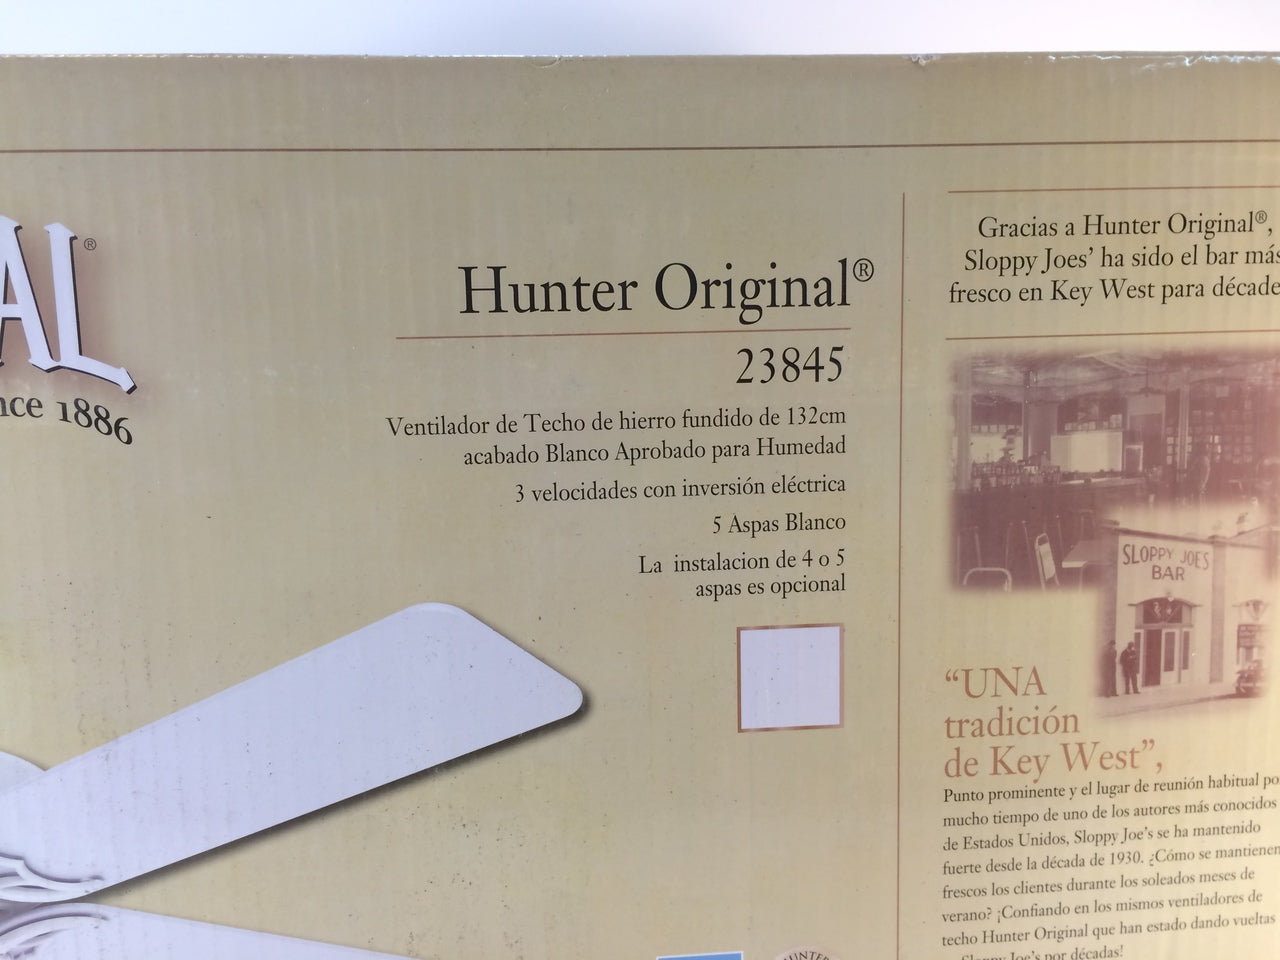 AL®
1886
Hunter Original®
23845
Ventilador de Techo de hierro fundido de 132cm
acabado Blanco Aprobado para Humedad
3 velocidades con inversión eléctrica
5 Aspas Blanco
La instalacion de 4 o 5
aspas es opcional
Gracias a Hunter Original®,
Sloppy Joes’ ha sido el bar más
fresco en Key West para décade
SLOPPY JOE'S
BAR
“UNA
tradición
de Key West”,
Punto prominente y el lugar de reunión habitual po
mucho tiempo de uno de los autores más conocidos
de Estados Unidos, Sloppy Joe's se ha mantenido
fuerte desde la década de 1930. ¿Cómo se mantienen
frescos los clientes durante los soleados meses de
verano? ¡Confiando en los mismos ventiladores de
techo Hunter Original que han estado dando vueltas
Sloppy Joe's por décadas!